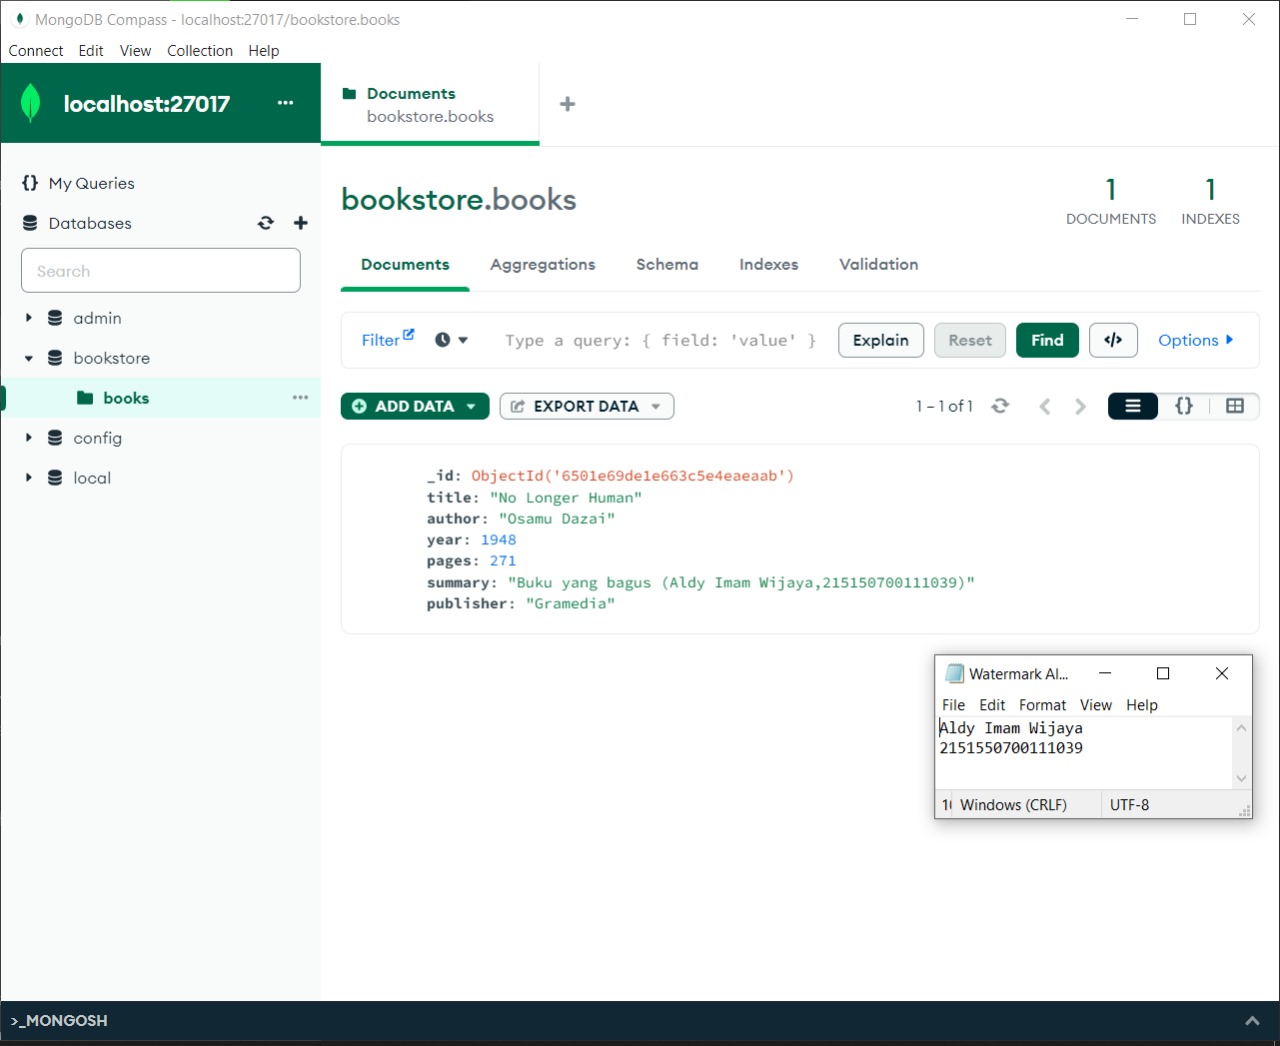 MongoDB Compass - localhost:27017/bookstore.books
Connect Edit View Collection Help
localhost:27017 ...
Documents
bookstore.books
+
My Queries
Databases
Search
admin
bookstore
books ...
config
local
bookstore.books
1 DOCUMENTS
1 INDEXES
Documents Aggregations Schema Indexes Validation
Filter Type a query: { field: 'value' } Explain Reset Find </> Options
ADD DATA EXPORT DATA 1 – 1 of 1 {}
_id: ObjectId('6501e69de1e663c5e4eaeaab')
title: "No Longer Human"
author: "Osamu Dazai"
year: 1948
pages: 271
summary: "Buku yang bagus (Aldy Imam Wijaya,215150700111039)"
publisher: "Gramedia"
Watermark Al...
File Edit Format View Help
Aldy Imam Wijaya
2151550700111039
Windows (CRLF) UTF-8
>_MONGOSH